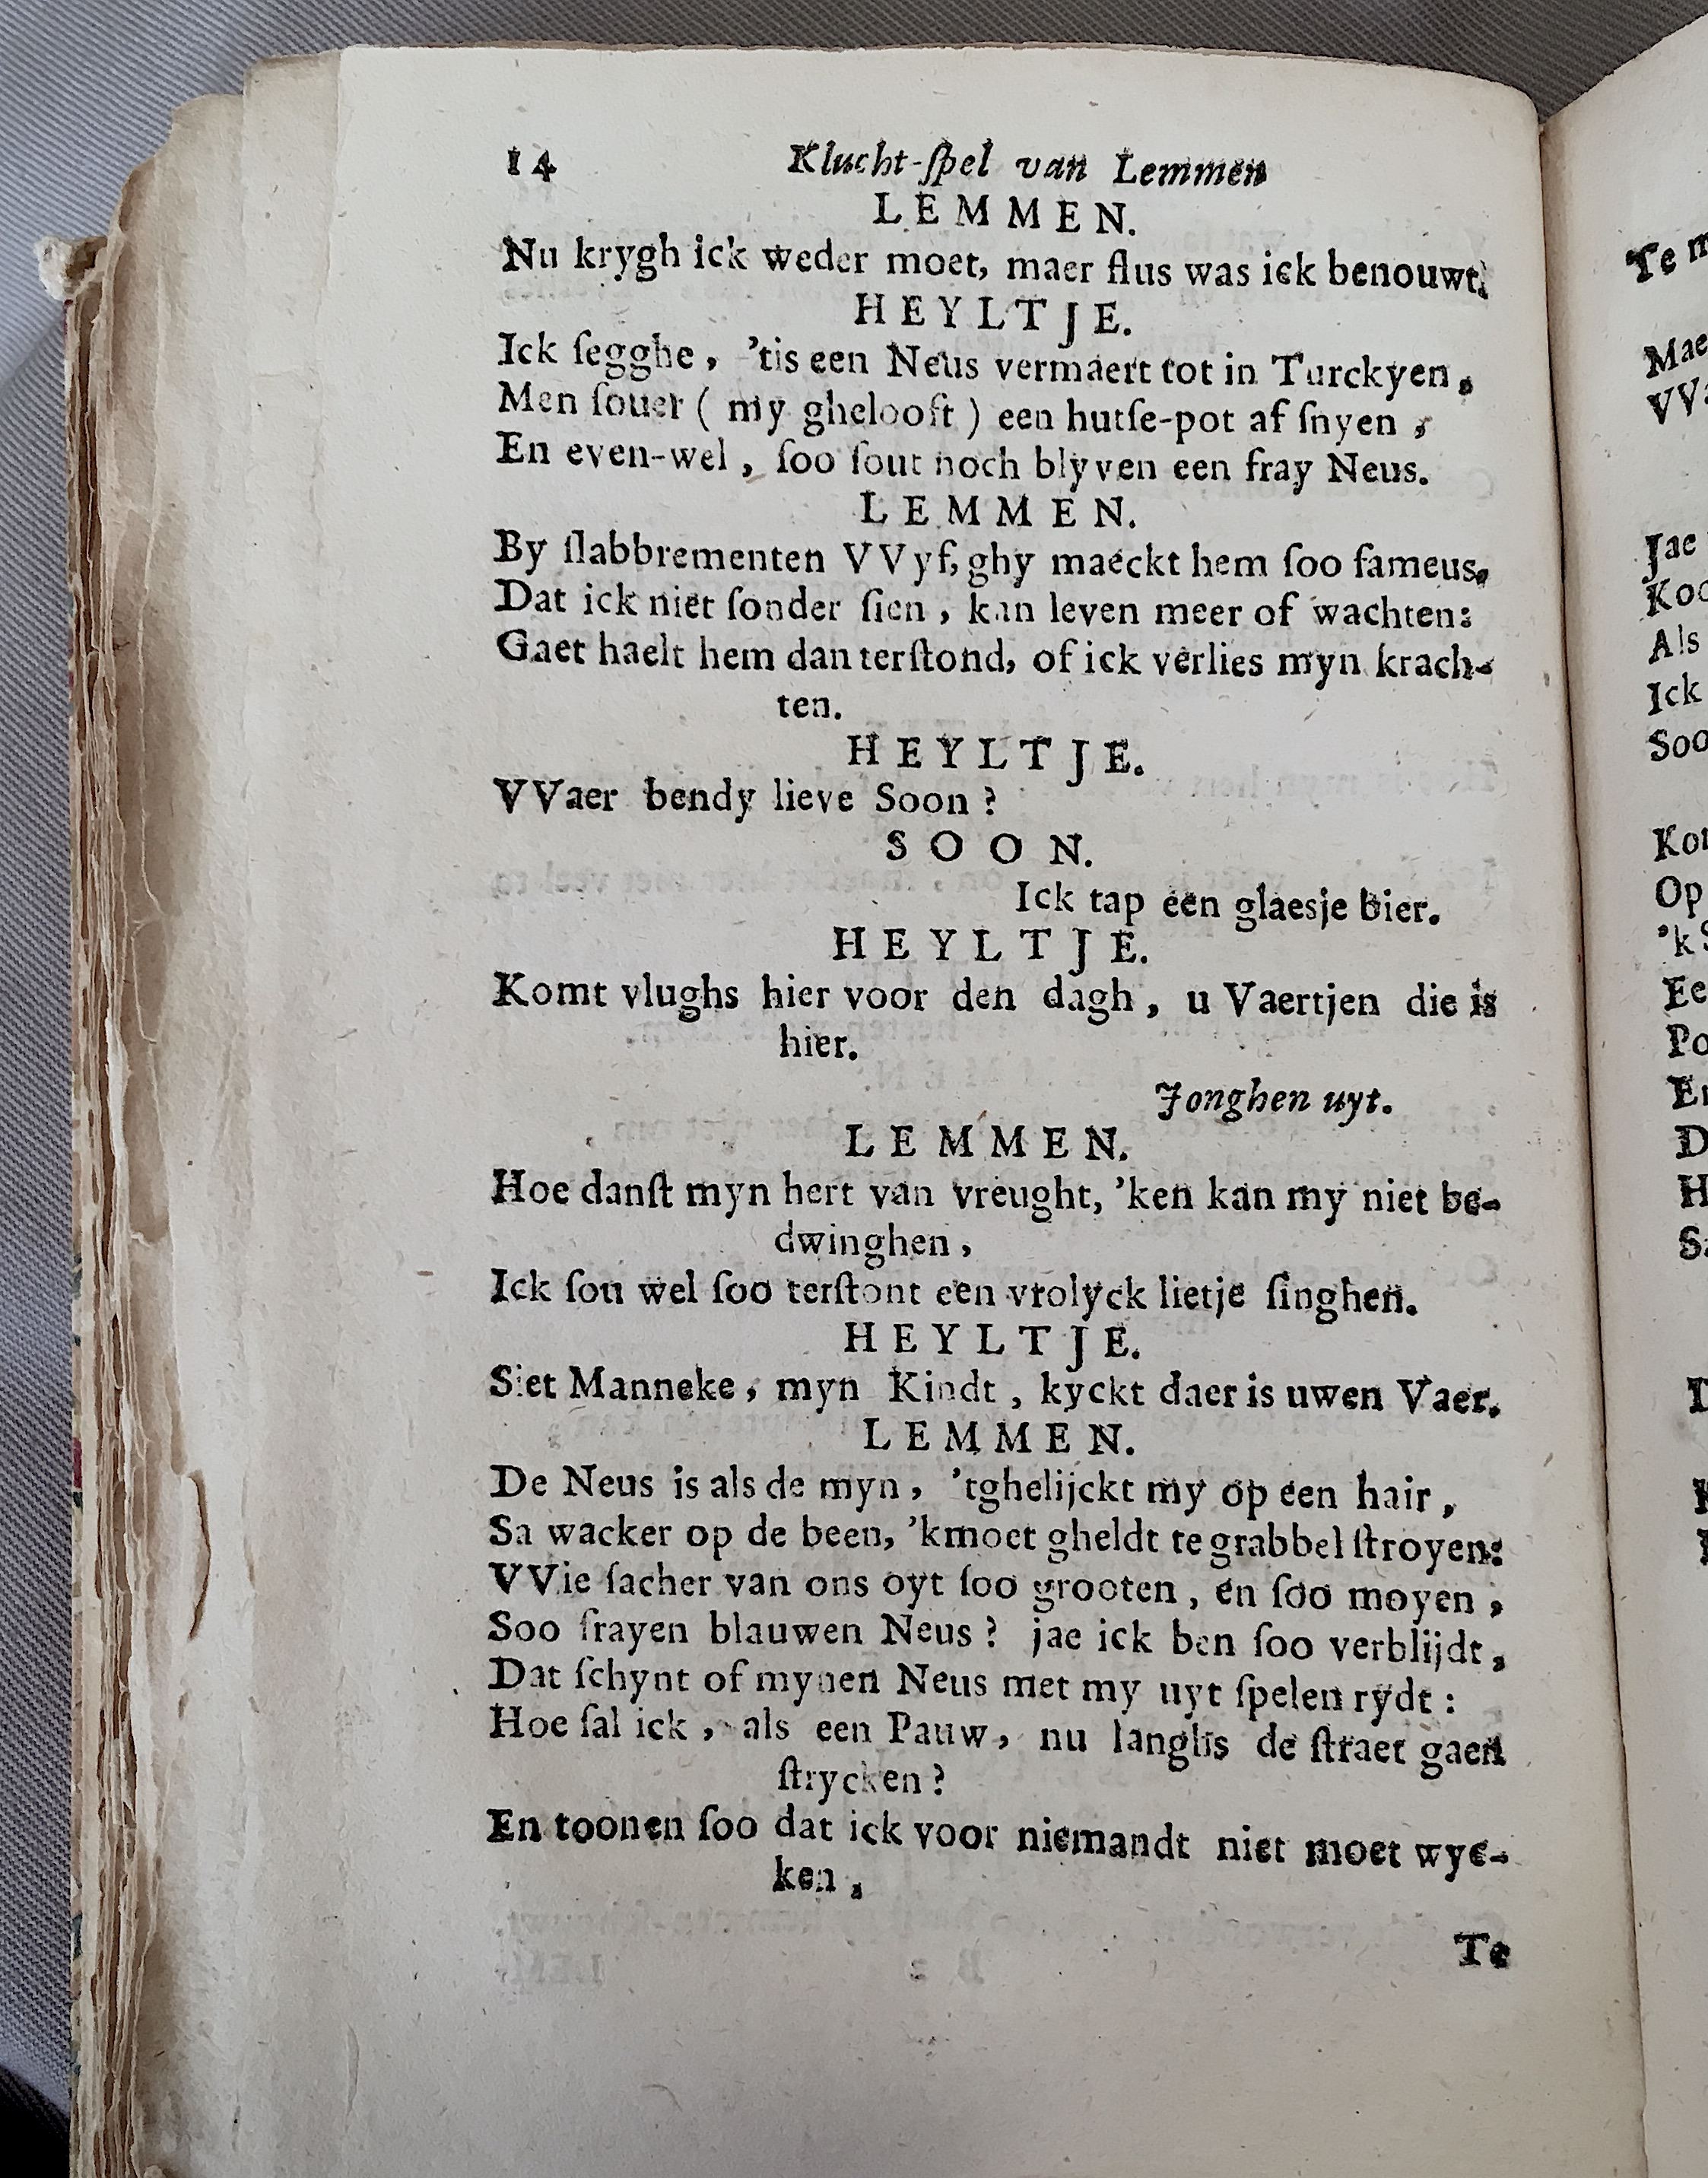 14 Klucht-ſpel van Lemmen
LEMMEN.
Nu krygh ick weder moet, maer flus was ick benouwt.
HEYLTJE.
Ick ſegghe, 'tis een Neus vermaert tot in Turckyen,
Men ſouer ( my ghelooft ) een hutſe-pot af ſnyen,
En even-wel, ſoo ſout noch blyven een fray Neus.
LEMMEN.
By ſlabbrementen VVyf, ghy maeckt hem ſoo fameus,
Dat ick niet ſonder ſien, kan leven meer of wachten:
Gaet haelt hem dan terſtond, of ick verlies myn krach-
ten.
HEYLTJE.
VVaer bendy lieve Soon?
SOON.
Ick tap een glaesje bier.
HEYLTJE.
Komt vlughs hier voor den dagh, u Vaertjen die is
hier.
Jonghen uyt.
LEMMEN.
Hoe danſt myn hert van vreught, 'ken kan my niet be-
dwinghen,
Ick ſou wel ſoo terſtont een vrolyck lietje ſinghen.
HEYLTJE.
Siet Manneke, myn Kindt, kyckt daer is uwen Vaer.
LEMMEN.
De Neus is als de myn, 'tghelijckt my op een hair,
Sa wacker op de been, 'kmoet gheldt te grabbel ſtroyen:
VVie ſacher van ons oyt ſoo grooten, en ſoo moyen,
Soo frayen blauwen Neus? jae ick ben ſoo verblijdt,
Dat ſchynt of mynen Neus met my uyt ſpelen rydt:
Hoe ſal ick, als een Pauw, nu langhs de ſtraet gaen
ſtrycken?
En toonen ſoo dat ick voor niemandt niet moet wyc-
ken,
Te
Mae
Jae
Koo
Als
Ick
Soo
Op
Ee
Po